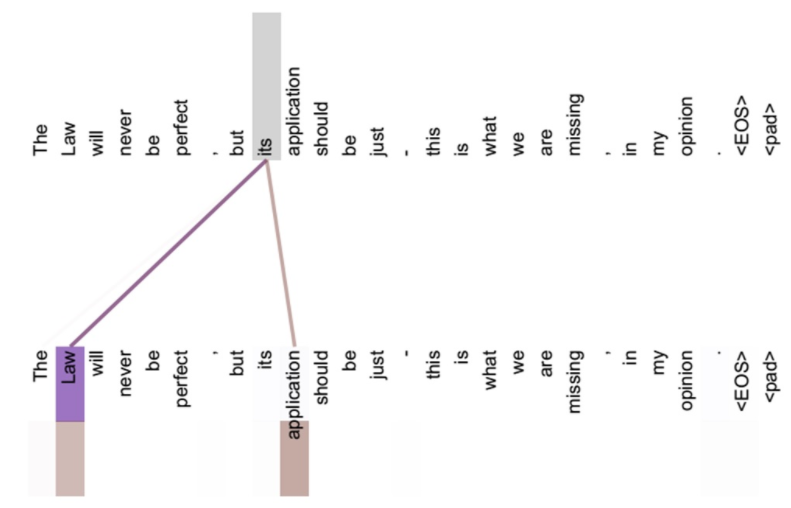 The Law will never be perfect , but its application should be just - this is what we are missing , in my opinion . <EOS> <pad>
The Law will never be perfect , but its application should be just - this is what we are missing , in my opinion . <EOS> <pad>